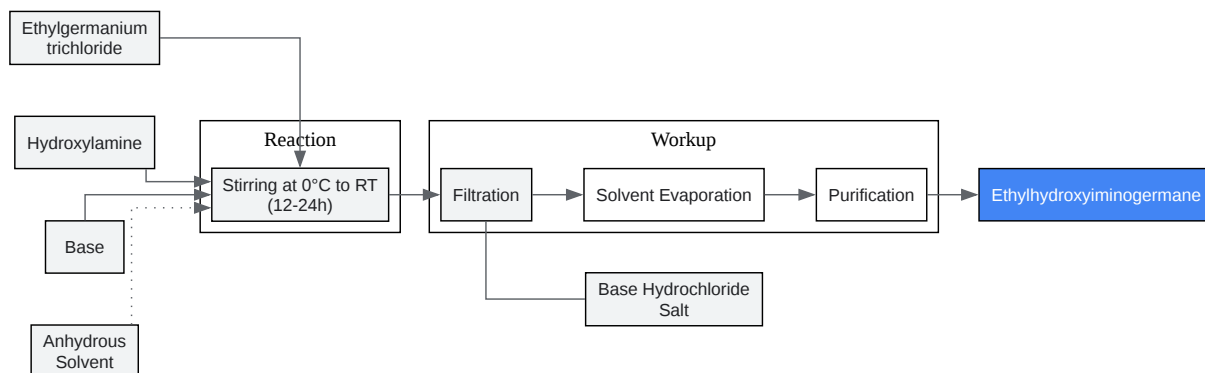 Ethylgermanium
trichloride
Hydroxylamine
Base
Anhydrous
Solvent
Reaction
Stirring at 0°C to RT
(12-24h)
Workup
Filtration
Solvent Evaporation
Purification
Base Hydrochloride
Salt
Ethylhydroxyiminogermane